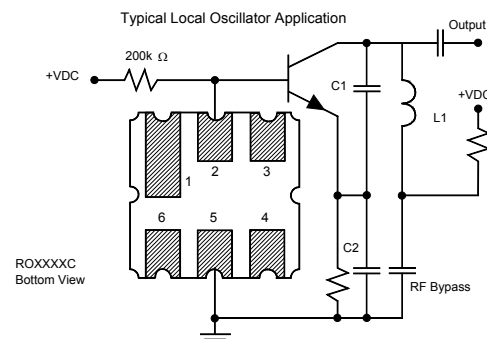 Typical Local Oscillator Application
Output
200k Ω
+VDC
C1
+VDC
L1
1
2
3
6
5
4
C2
ROXXXXC
Bottom View
RF Bypass